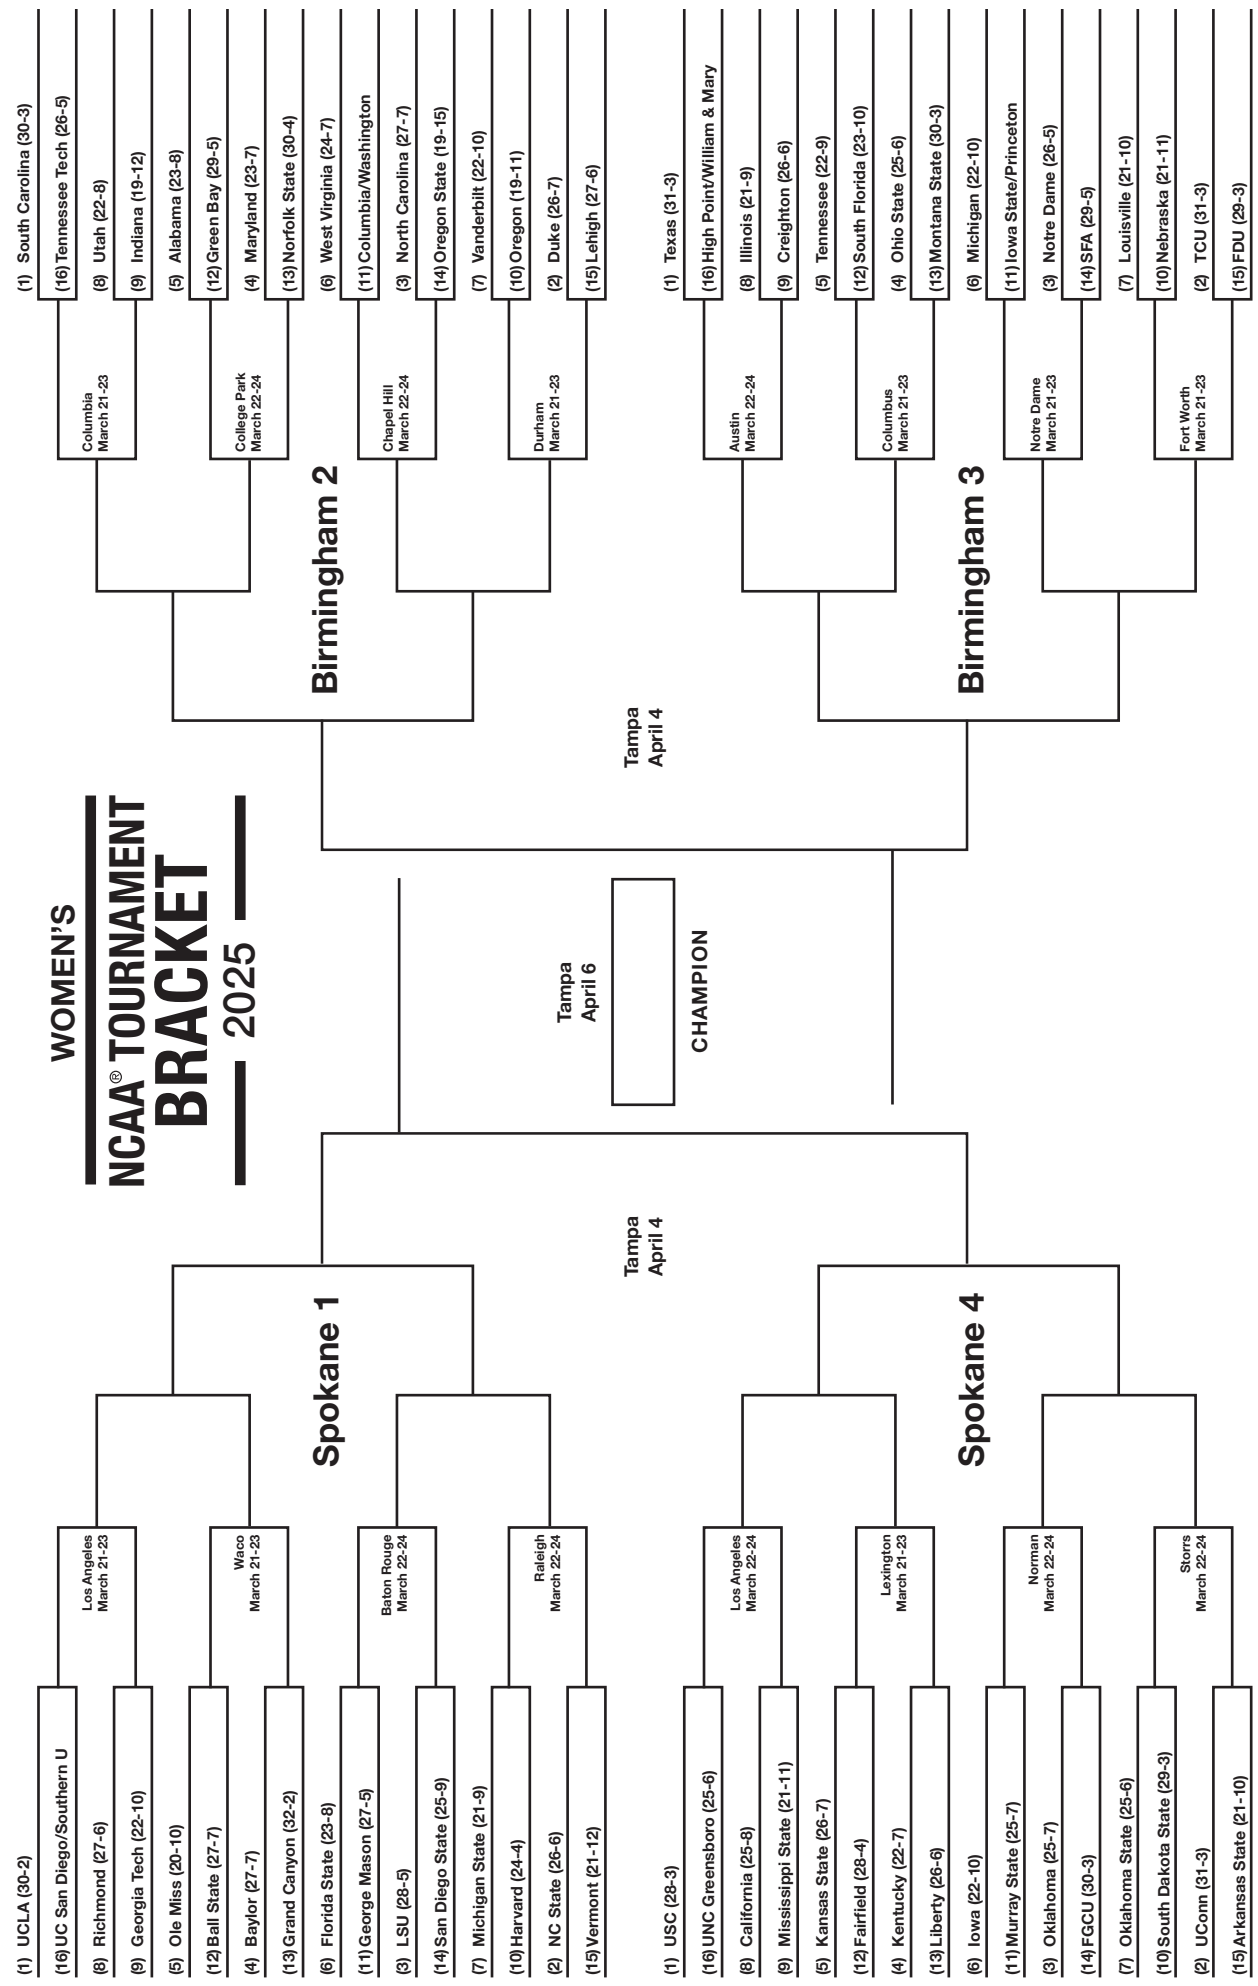 WOMEN'S
NCAA® TOURNAMENT
BRACKET
2025
(1) UCLA (30-2)
(16) UC San Diego/Southern U
(8) Richmond (27-6)
(9) Georgia Tech (22-10)
(5) Ole Miss (20-10)
(12) Ball State (27-7)
(4) Baylor (27-7)
(13) Grand Canyon (32-2)
(6) Florida State (23-8)
(11) George Mason (27-5)
(3) LSU (28-5)
(14) San Diego State (25-9)
(7) Michigan State (21-9)
(10) Harvard (24-4)
(2) NC State (26-6)
(15) Vermont (21-12)
Los Angeles
March 21-23
Waco
March 21-23
Baton Rouge
March 22-24
Raleigh
March 22-24
Spokane 1
(1) USC (28-3)
(16) UNC Greensboro (25-6)
(8) California (25-8)
(9) Mississippi State (21-11)
(5) Kansas State (26-7)
(12) Fairfield (28-4)
(4) Kentucky (22-7)
(13) Liberty (26-6)
(6) Iowa (22-10)
(11) Murray State (25-7)
(3) Oklahoma (25-7)
(14) FGCU (30-3)
(7) Oklahoma State (25-6)
(10) South Dakota State (29-3)
(2) UConn (31-3)
(15) Arkansas State (21-10)
Los Angeles
March 22-24
Lexington
March 21-23
Norman
March 22-24
Storrs
March 22-24
Spokane 4
Tampa
April 4
Tampa
April 6
CHAMPION
Tampa
April 4
(1) South Carolina (30-3)
(16) Tennessee Tech (26-5)
(8) Utah (22-8)
(9) Indiana (19-12)
(5) Alabama (23-8)
(12) Green Bay (29-5)
(4) Maryland (23-7)
(13) Norfolk State (30-4)
(6) West Virginia (24-7)
(11) Columbia/Washington
(3) North Carolina (27-7)
(14) Oregon State (19-15)
(7) Vanderbilt (22-10)
(10) Oregon (19-11)
(2) Duke (26-7)
(15) Lehigh (27-6)
Columbia
March 21-23
College Park
March 22-24
Chapel Hill
March 22-24
Durham
March 21-23
Birmingham 2
(1) Texas (31-3)
(16) High Point/William & Mary
(8) Illinois (21-9)
(9) Creighton (26-6)
(5) Tennessee (22-9)
(12) South Florida (23-10)
(4) Ohio State (25-6)
(13) Montana State (30-3)
(6) Michigan (22-10)
(11) Iowa State/Princeton
(3) Notre Dame (26-5)
(14) SFA (29-5)
(7) Louisville (21-10)
(10) Nebraska (21-11)
(2) TCU (31-3)
(15) FDU (29-3)
Austin
March 22-24
Columbus
March 21-23
Notre Dame
March 21-23
Fort Worth
March 21-23
Birmingham 3